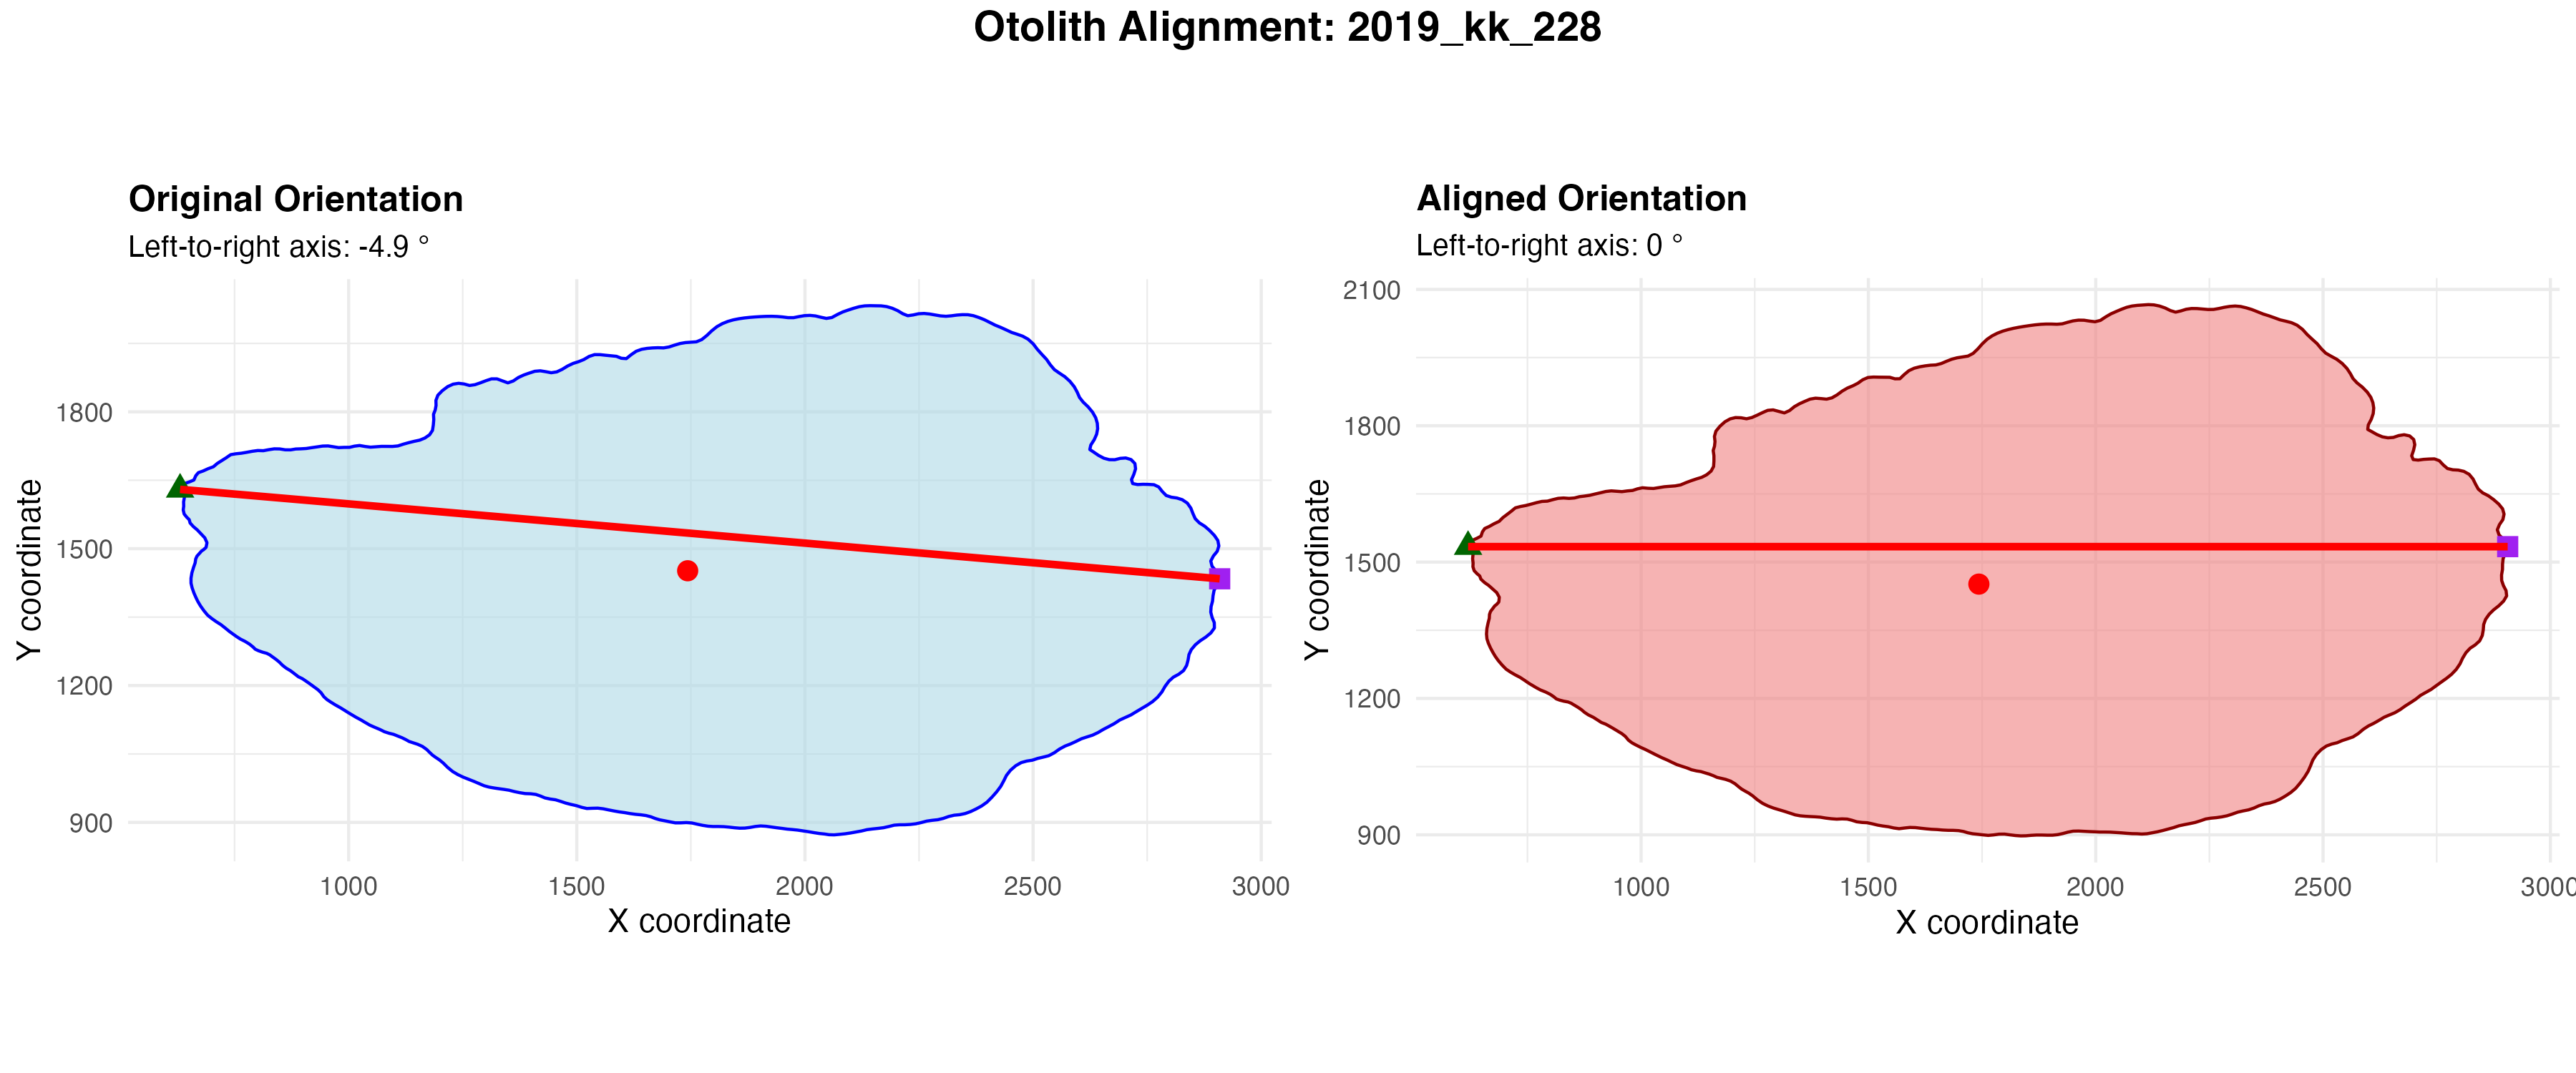 Otolith Alignment: 2019_kk_228
Original Orientation
Left-to-right axis: -4.9 °
Y coordinate
1800
1500
1200
900
1000 1500 2000 2500 3000
X coordinate
Aligned Orientation
Left-to-right axis: 0 °
Y coordinate
2100
1800
1500
1200
900
1000 1500 2000 2500 3000
X coordinate